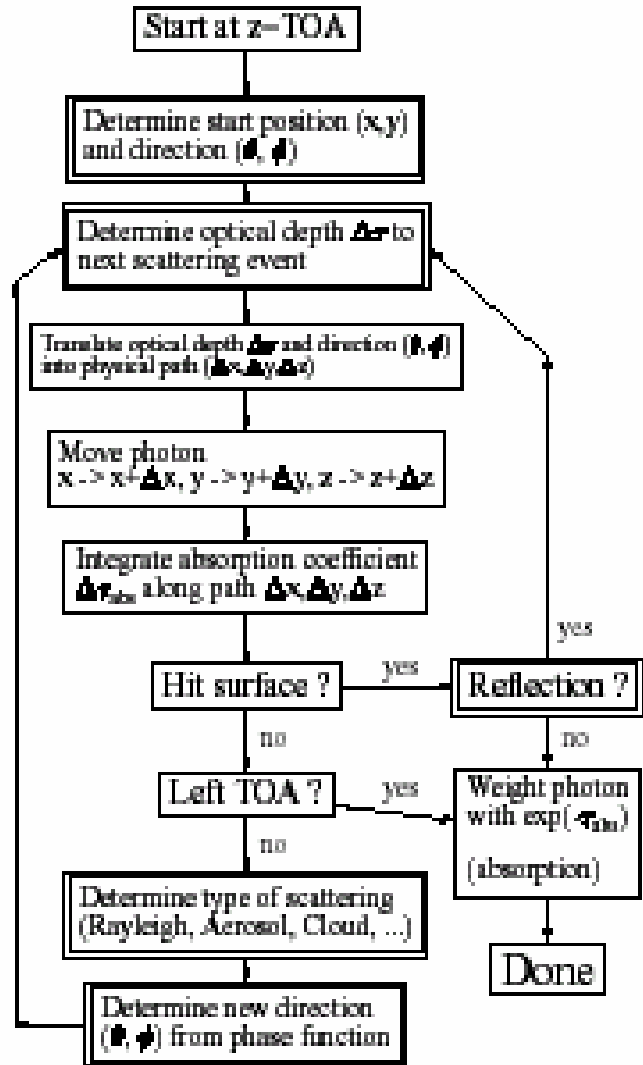 Start at z-TOA
Determine start position (x,y)
and direction (θ, ϕ)
Determine optical depth Δτ to
next scattering event
Translate optical depth Δτ and direction (θ,ϕ)
into physical path (Δx,Δy,Δz)
Move photon
x -> x+Δx, y -> y+Δy, z -> z+Δz
Integrate absorption coefficient
Δτabs along path Δx,Δy,Δz
yes
Hit surface ?
yes
Reflection ?
no
no
Left TOA ?
yes
Weight photon
with exp(-τabs)
(absorption)
no
Determine type of scattering
(Rayleigh, Aerosol, Cloud, ...)
Done
Determine new direction
(θ, ϕ) from phase function